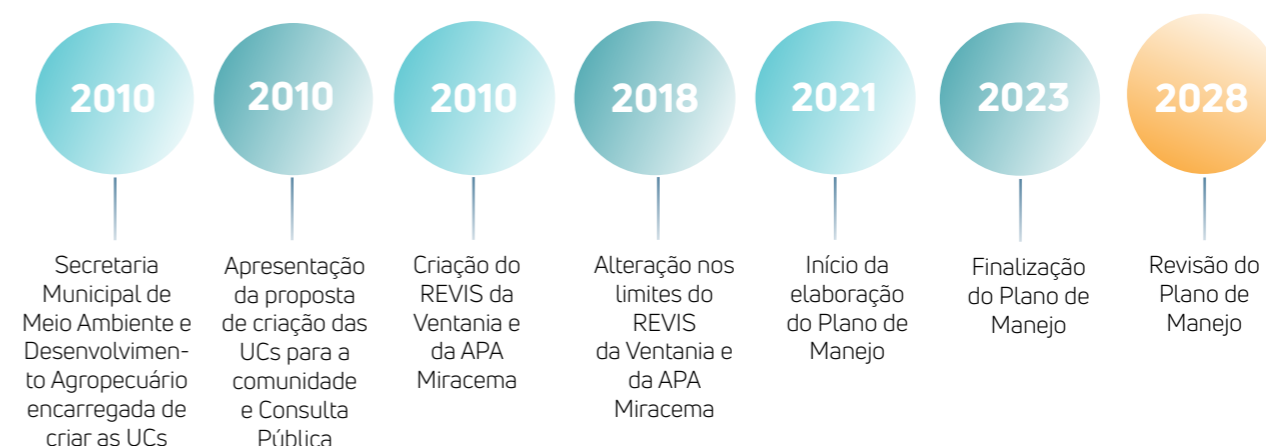 2010
Secretaria
Municipal de
Meio Ambiente e
Desenvolvimen-
to Agropecuário
encarregada de
criar as UCs
2010
Apresentação
da proposta
de criação das
UCs para a
comunidade
e Consulta
Pública
2010
Criação do
REVIS da
Ventania e
da APA
Miracema
2018
Alteração nos
limites do
REVIS
da Ventania e
da APA
Miracema
2021
Início da
elaboração
do Plano de
Manejo
2023
Finalização
do Plano de
Manejo
2028
Revisão do
Plano de
Manejo